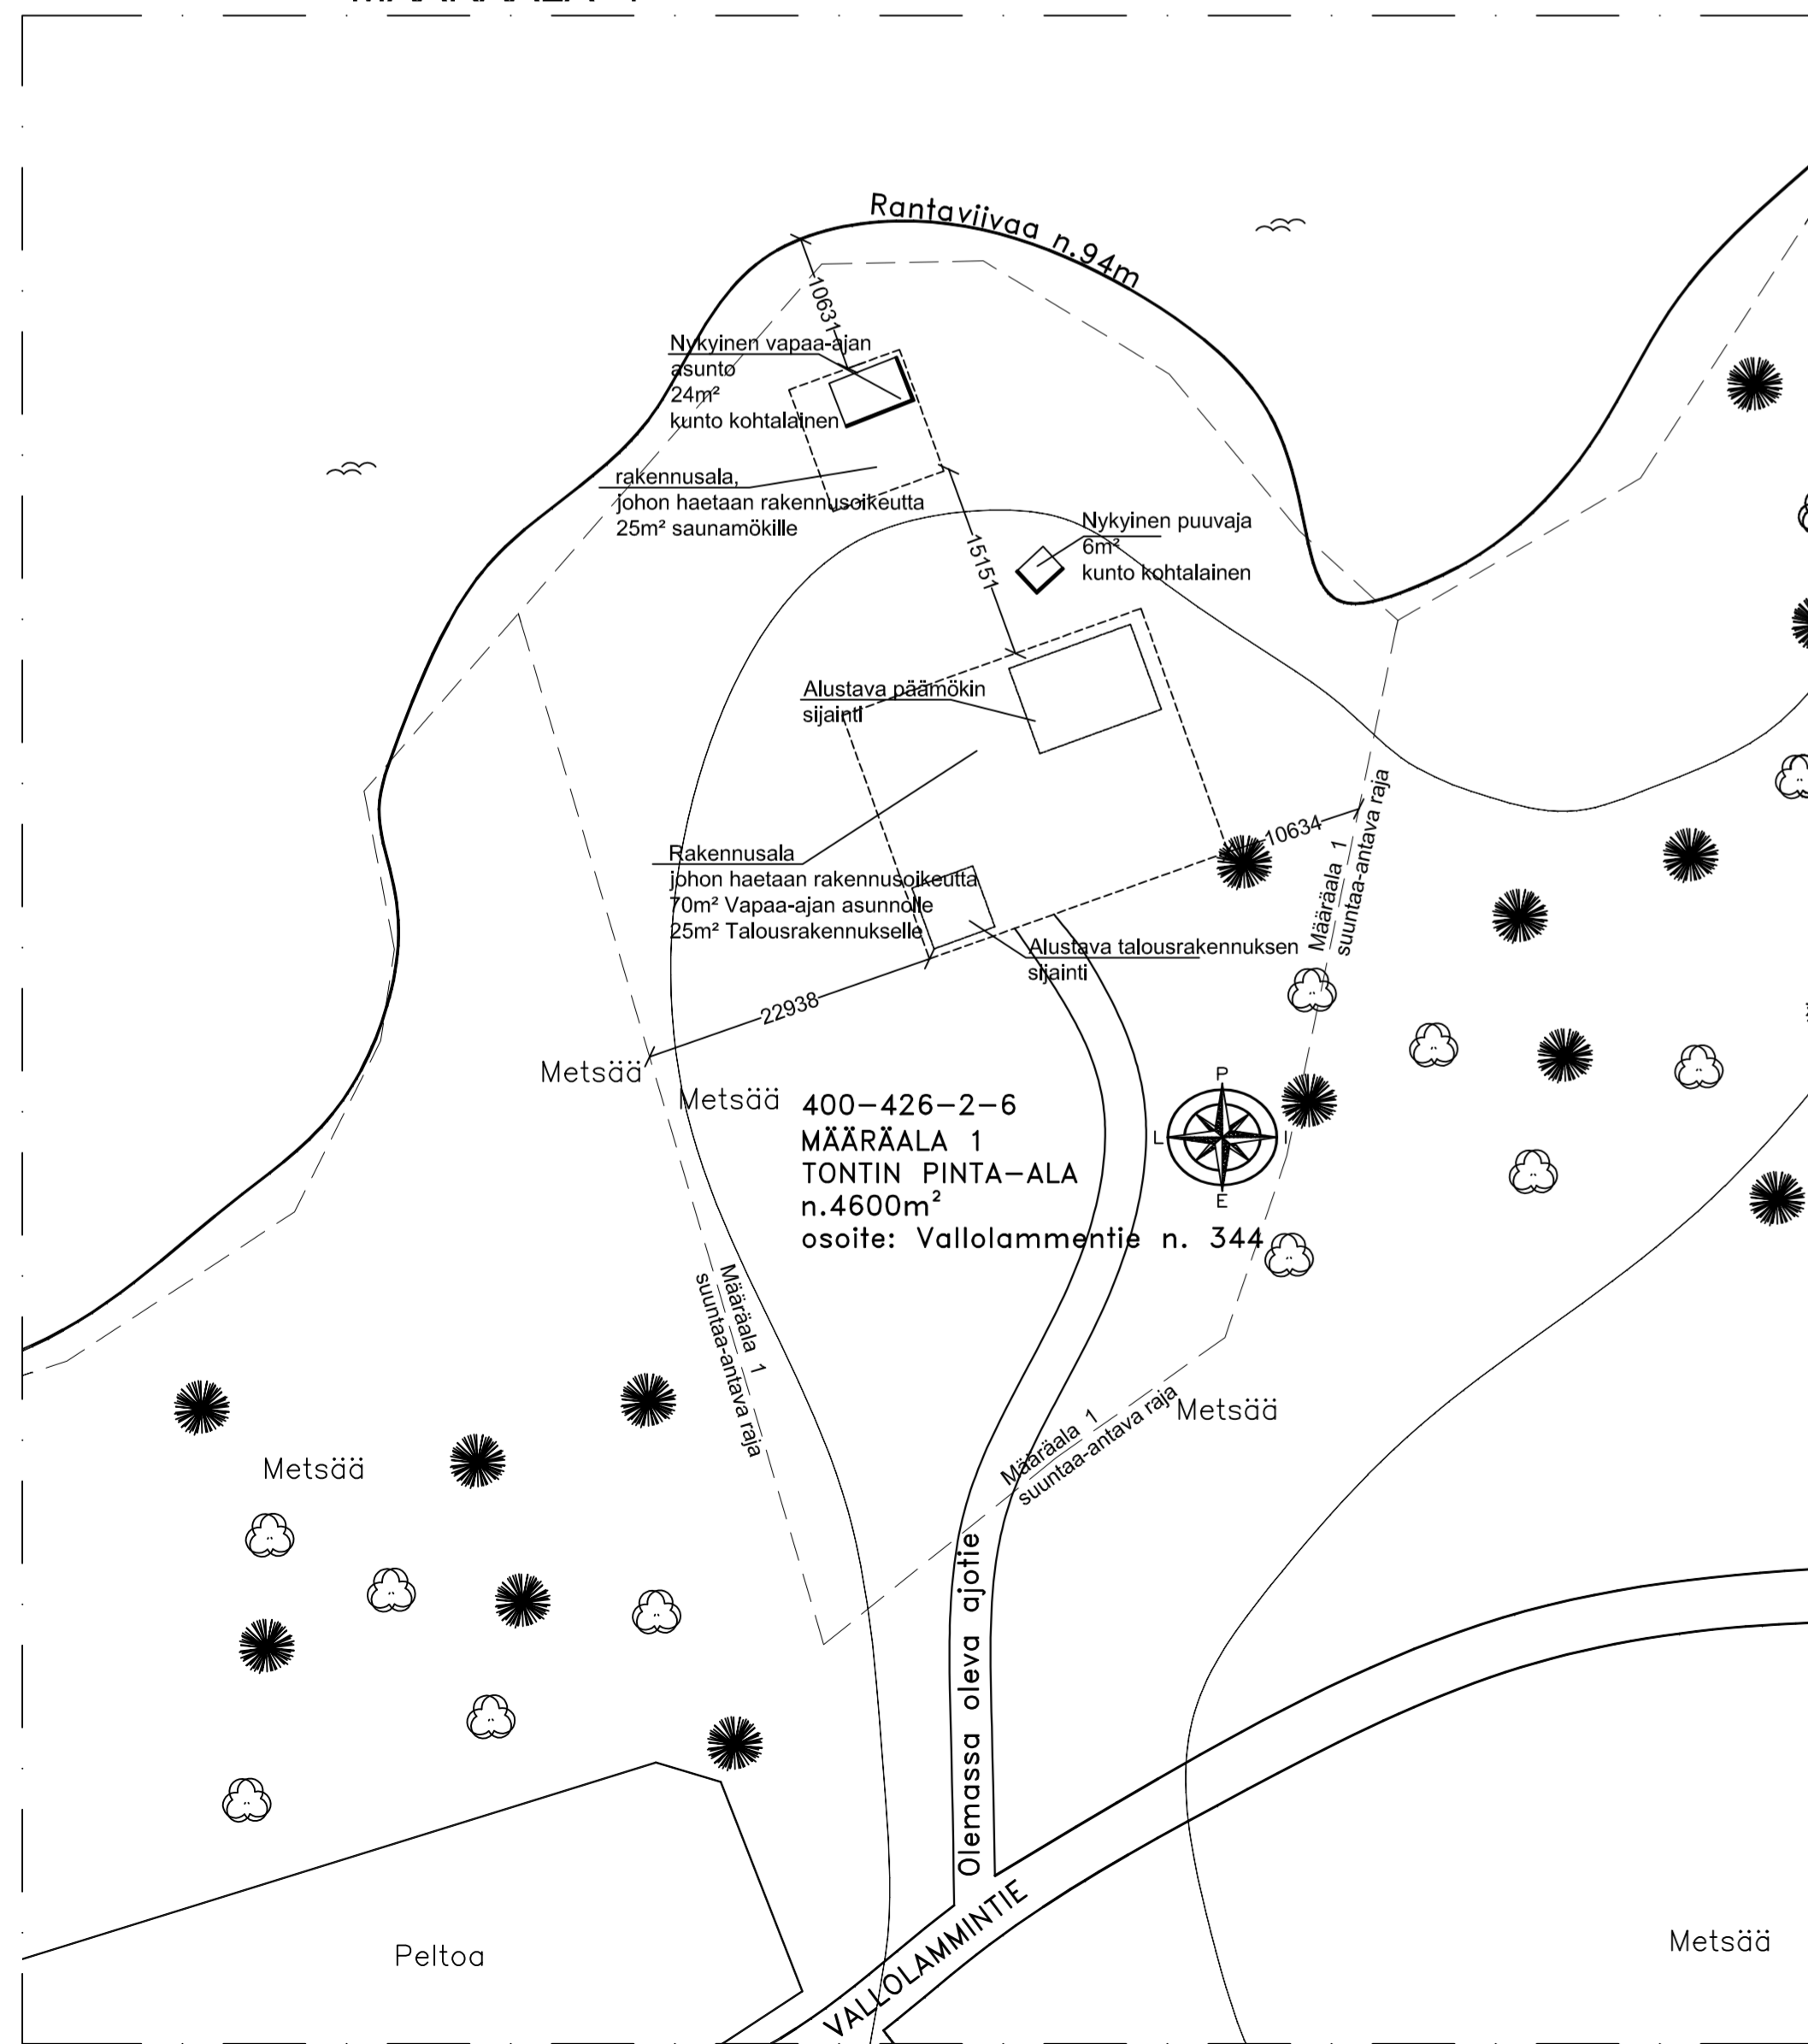 MÄÄRÄALA 1
Rantaviivaa n.94m
10631
Nykyinen vapaa-ajan
asunto
24m²
kunto kohtalainen
rakennusala,
johon haetaan rakennusoikeutta
25m² saunamökille
15151
Nykyinen puuvaja
6m²
kunto kohtalainen
Alustava päämökin
sijainti
10634
Määräala 1
suuntaa-antava raja
Rakennusala
johon haetaan rakennusoikeutta
70m² Vapaa-ajan asunnolle
25m² Talousrakennukselle
Alustava talousrakennuksen
sijainti
22938
Metsää
Metsää
400-426-2-6
MÄÄRÄALA 1
TONTIN PINTA-ALA
n.4600m²
osoite: Vallolammentie n. 344
P
L
I
E
Määräala 1
suuntaa-antava raja
Määräala 1
suuntaa-antava raja
Metsää
Metsää
Olemassa oleva ajotie
VALLOLAMMINTIE
Peltoa
Metsää